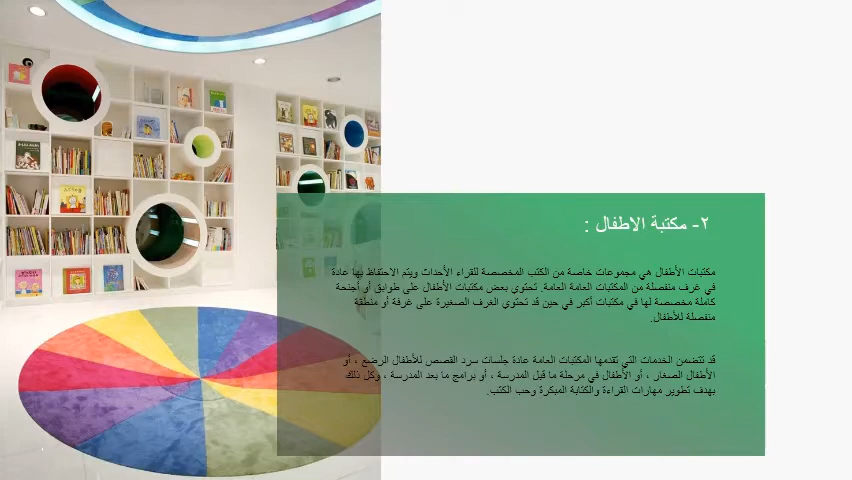 ٢- مكتبة الاطفال :
مكتبات الأطفال هي مجموعات خاصة من الكتب المخصصة للقراء الأحداث ويتم الاحتفاظ بها عادة
في غرف منفصلة من المكتبات العامة العامة. تحتوي بعض مكتبات الأطفال على طوابق أو أجنحة
كاملة مخصصة لها في مكتبات أكبر في حين قد تحتوي الغرف الصغيرة على غرفة أو منطقة
منفصلة للأطفال.
قد تتضمن الخدمات التي تقدمها المكتبات العامة عادة جلسات سرد القصص للأطفال الرضع ، أو
الأطفال الصغار ، أو الأطفال في مرحلة ما قبل المدرسة ، أو برامج ما بعد المدرسة ، وكل ذلك
بهدف تطوير مهارات القراءة والكتابة المبكرة وحب الكتب.